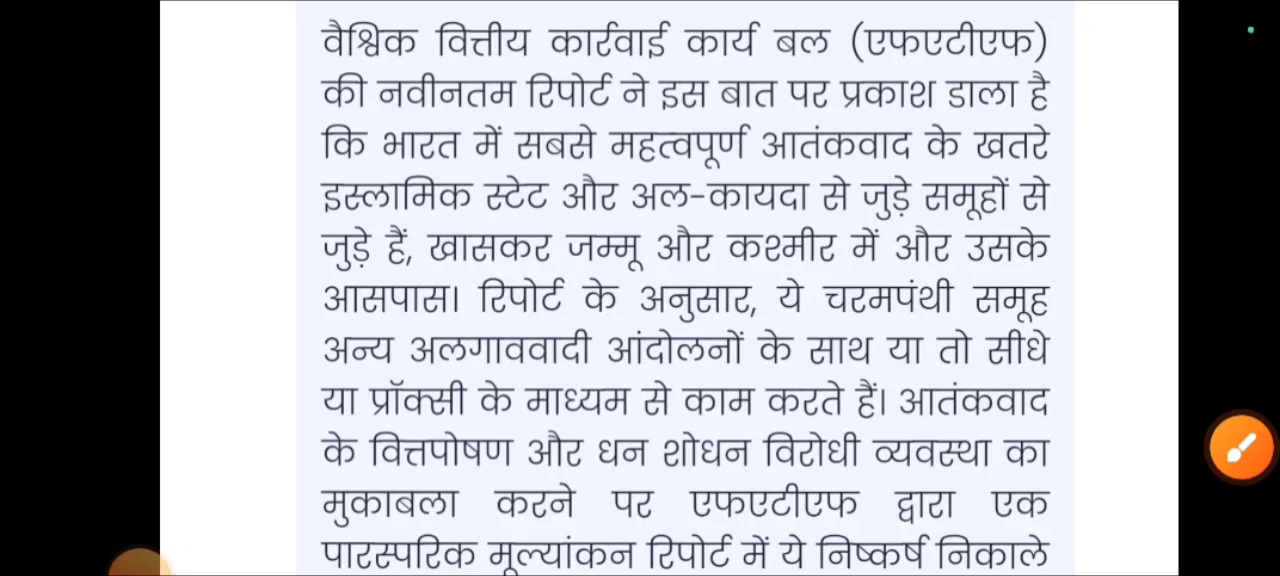 वैश्विक वित्तीय कार्रवाई कार्य बल (एफएटीएफ)
की नवीनतम रिपोर्ट ने इस बात पर प्रकाश डाला है
कि भारत में सबसे महत्वपूर्ण आतंकवाद के खतरे
इस्लामिक स्टेट और अल-कायदा से जुड़े समूहों से
जुड़े हैं, खासकर जम्मू और कश्मीर में और उसके
आसपास। रिपोर्ट के अनुसार, ये चरमपंथी समूह
अन्य अलगाववादी आंदोलनों के साथ या तो सीधे
या प्रॉक्सी के माध्यम से काम करते हैं। आतंकवाद
के वित्तपोषण और धन शोधन विरोधी व्यवस्था का
मुकाबला करने पर एफएटीएफ द्वारा एक
पारस्परिक मूल्यांकन रिपोर्ट में ये निष्कर्ष निकाले